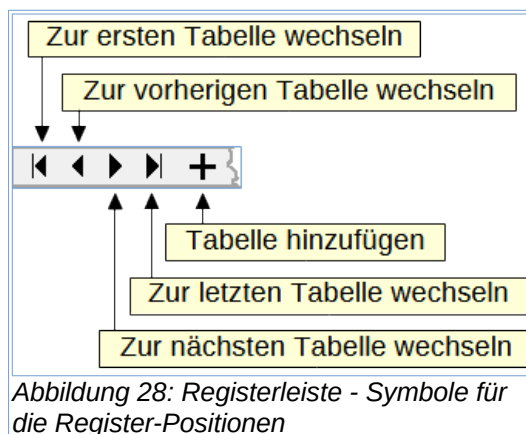 Zur ersten Tabelle wechseln
Zur vorherigen Tabelle wechseln
Tabelle hinzufügen
Zur letzten Tabelle wechseln
Zur nächsten Tabelle wechseln
Abbildung 28: Registerleiste - Symbole für
die Register-Positionen